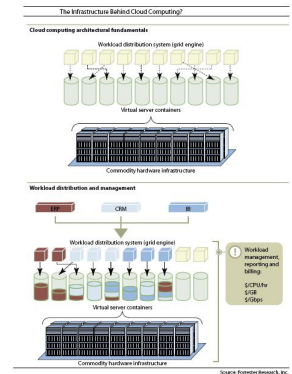 The Infrastructure Behind Cloud Computing?
Cloud computing architectural fundamentals
Workload distribution system (grid engine)
Virtual server containers
Commodity hardware infrastructure
Workload distribution and management
ERP CRM BI
Workload distribution system (grid engine)
Virtual server containers
Commodity hardware infrastructure
! Workload
management,
reporting and
billing:
$/CPU/hr
$/GB
$/Gbps
Source: Forrester Research, Inc.